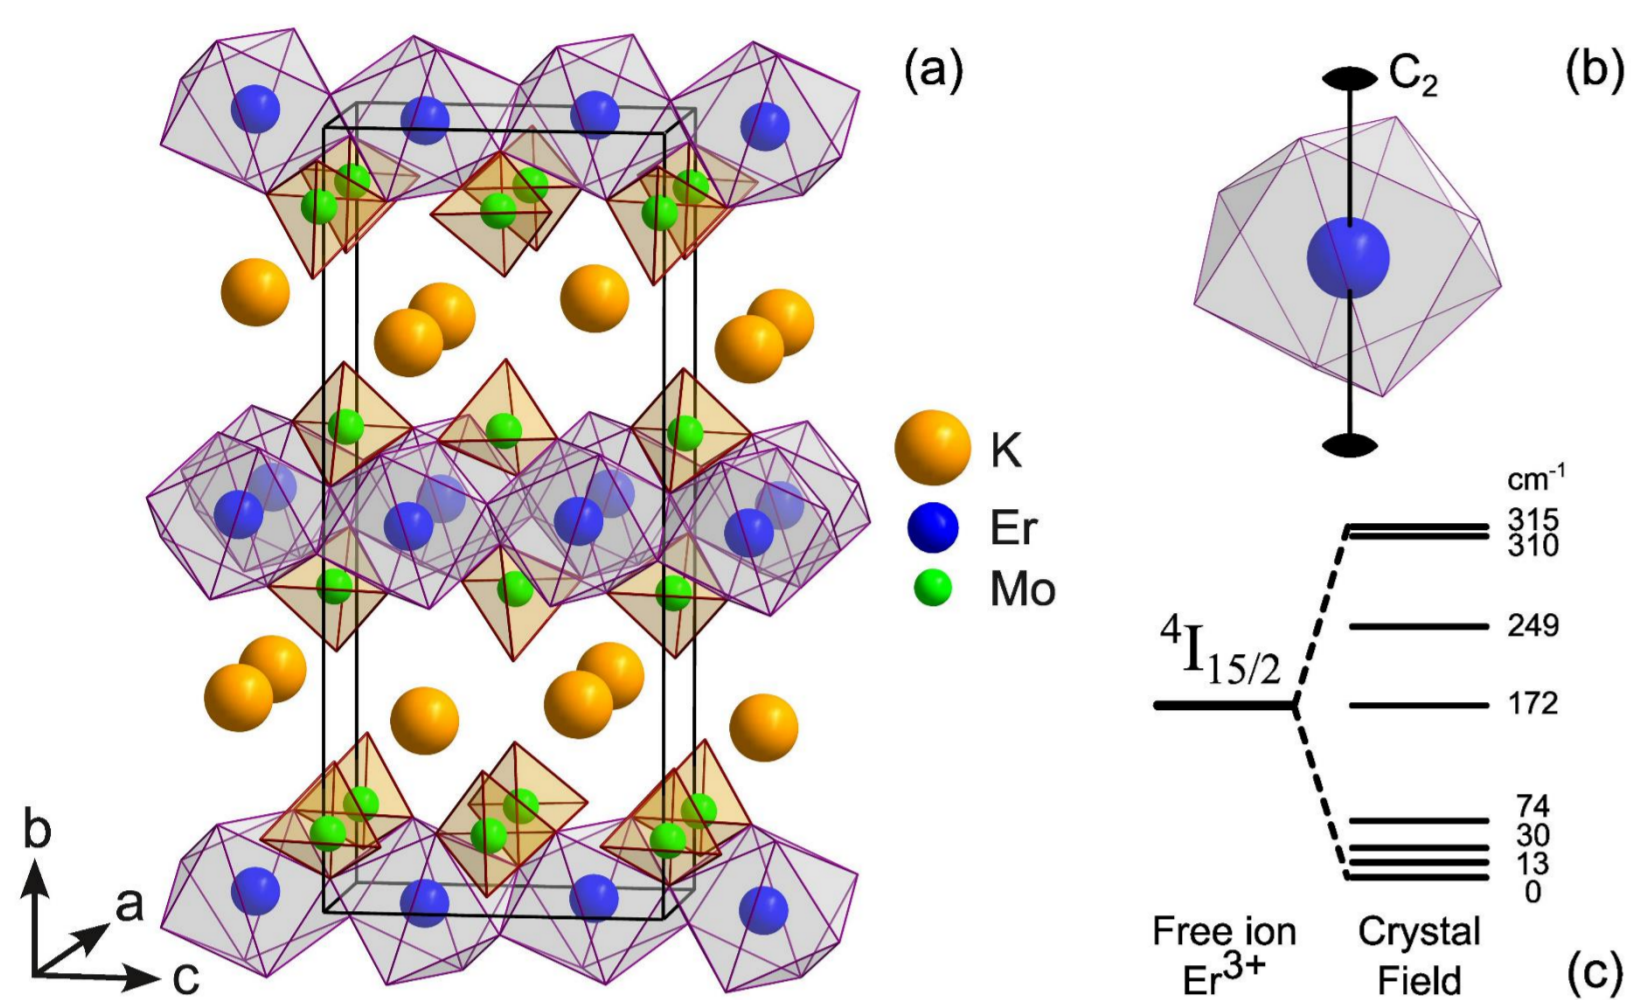 (a)
b
a
c
K
Er
Mo
(b)
C₂
cm⁻¹
315
310
249
172
74
30
13
0
⁴I₁₅/₂
Free ion
Er³⁺
Crystal
Field
(c)